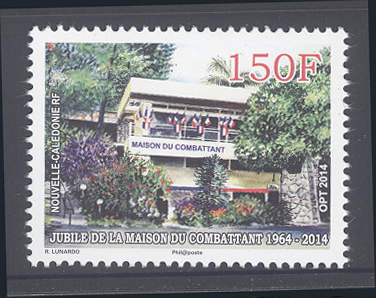 150F
MAISON DU COMBATTANT
NOUVELLE-CALEDONIE RF
OPT 2014
JUBILE DE LA MAISON DU COMBATTANT 1964 - 2014
R. LUNARDO
Phil@poste